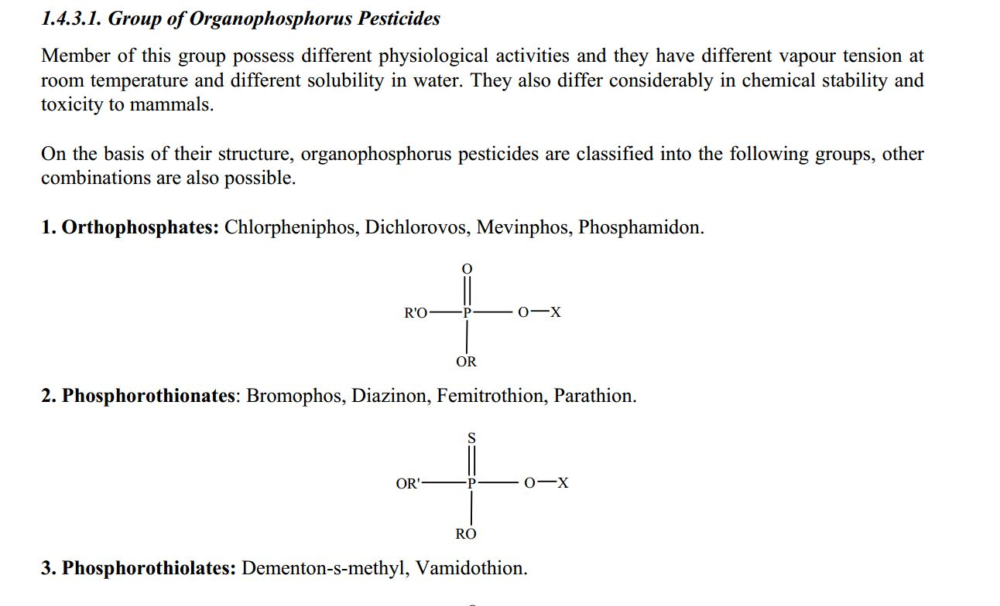 1.4.3.1. Group of Organophosphorus Pesticides
Member of this group possess different physiological activities and they have different vapour tension at
room temperature and different solubility in water. They also differ considerably in chemical stability and
toxicity to mammals.
On the basis of their structure, organophosphorus pesticides are classified into the following groups, other
combinations are also possible.
1. Orthophosphates: Chlorpheniphos, Dichlorovos, Mevinphos, Phosphamidon.
O
R'O P O X
OR
2. Phosphorothionates: Bromophos, Diazinon, Femitrothion, Parathion.
S
OR' P O X
RO
3. Phosphorothiolates: Dementon-s-methyl, Vamidothion.